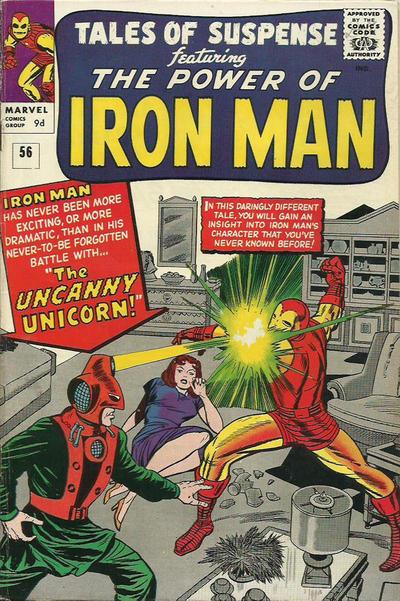 TALES OF SUSPENSE
featuring
THE POWER OF
IRON MAN
APPROVED
BY THE
COMICS
CODE
AUTHORITY
IND.
MARVEL
COMICS
GROUP
9d
56
IRON MAN
HAS NEVER BEEN MORE
EXCITING, OR MORE
DRAMATIC, THAN IN HIS
NEVER-TO-BE FORGOTTEN
BATTLE WITH...
"The
UNCANNY
UNICORN!"
IN THIS DARINGLY DIFFERENT
TALE, YOU WILL GAIN AN
INSIGHT INTO IRON MAN'S
CHARACTER THAT YOU'VE
NEVER KNOWN BEFORE!